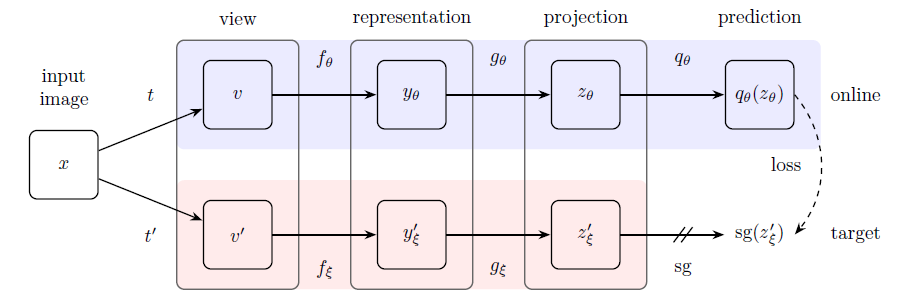 view representation projection prediction
input
image
t
f_θ g_θ q_θ
v y_θ z_θ q_θ(z_θ) online
x
loss
t′
v′ y′_ξ z′_ξ sg(z′_ξ) target
f_ξ g_ξ sg